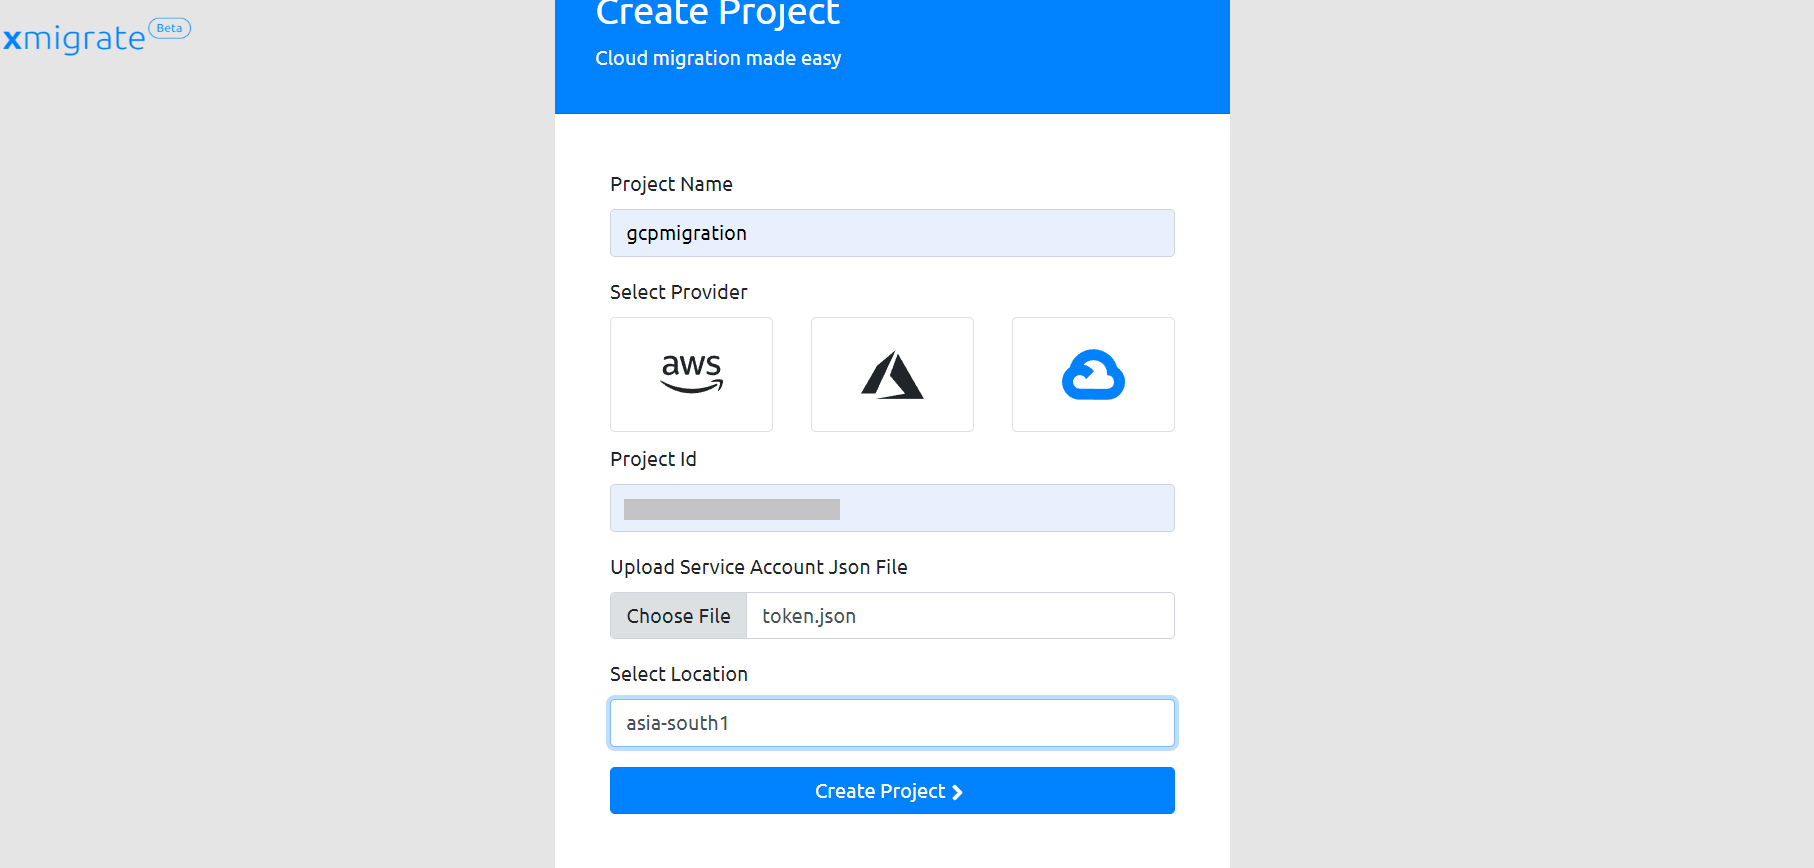 xmigrate Beta
Create Project
Cloud migration made easy
Project Name
gcpmigration
Select Provider
aws
Project Id
Upload Service Account Json File
Choose File token.json
Select Location
asia-south1
Create Project